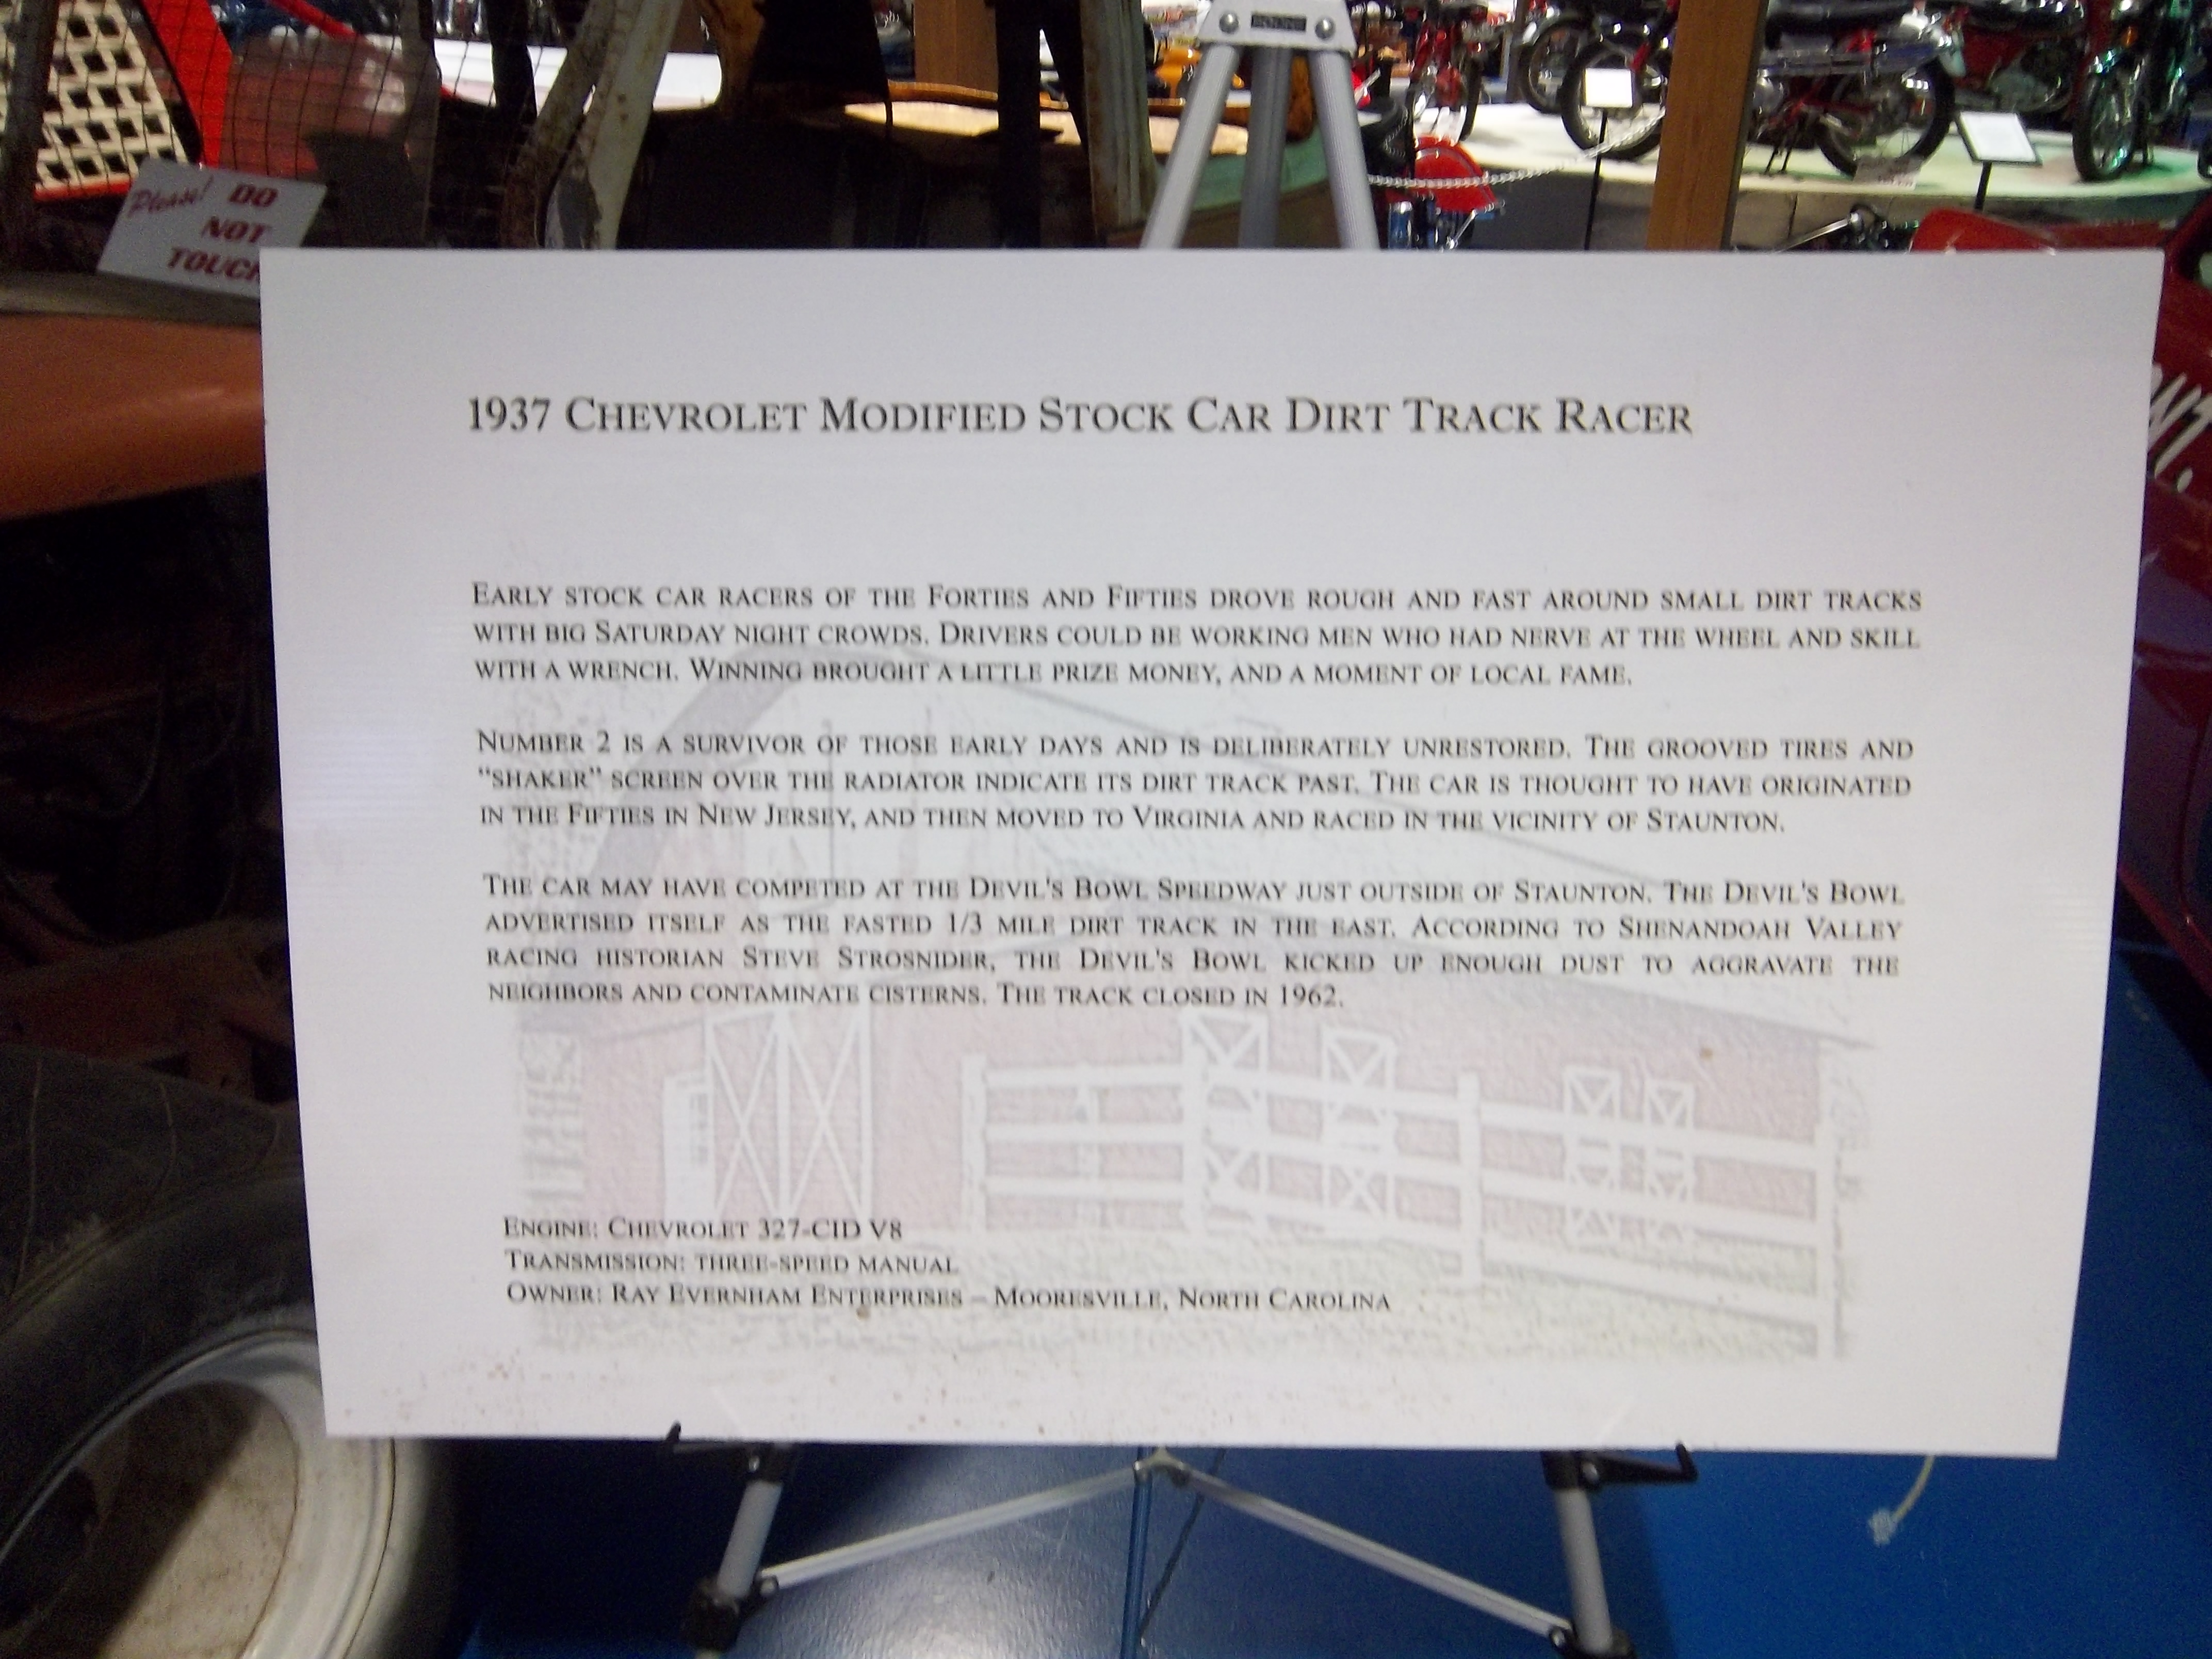 Please! DO
NOT
TOUCH
1937 CHEVROLET MODIFIED STOCK CAR DIRT TRACK RACER
EARLY STOCK CAR RACERS OF THE FORTIES AND FIFTIES DROVE ROUGH AND FAST AROUND SMALL DIRT TRACKS
WITH BIG SATURDAY NIGHT CROWDS. DRIVERS COULD BE WORKING MEN WHO HAD NERVE AT THE WHEEL AND SKILL
WITH A WRENCH. WINNING BROUGHT A LITTLE PRIZE MONEY, AND A MOMENT OF LOCAL FAME.
NUMBER 2 IS A SURVIVOR OF THOSE EARLY DAYS AND IS DELIBERATELY UNRESTORED. THE GROOVED TIRES AND
"SHAKER" SCREEN OVER THE RADIATOR INDICATE ITS DIRT TRACK PAST. THE CAR IS THOUGHT TO HAVE ORIGINATED
IN THE FIFTIES IN NEW JERSEY, AND THEN MOVED TO VIRGINIA AND RACED IN THE VICINITY OF STAUNTON.
THE CAR MAY HAVE COMPETED AT THE DEVIL'S BOWL SPEEDWAY JUST OUTSIDE OF STAUNTON. THE DEVIL'S BOWL
ADVERTISED ITSELF AS THE FASTED 1/3 MILE DIRT TRACK IN THE EAST. ACCORDING TO SHENANDOAH VALLEY
RACING HISTORIAN STEVE STROSNIDER, THE DEVIL'S BOWL KICKED UP ENOUGH DUST TO AGGRAVATE THE
NEIGHBORS AND CONTAMINATE CISTERNS. THE TRACK CLOSED IN 1962.
ENGINE: CHEVROLET 327-CID V8
TRANSMISSION: THREE-SPEED MANUAL
OWNER: RAY EVERNHAM ENTERPRISES – MOORESVILLE, NORTH CAROLINA